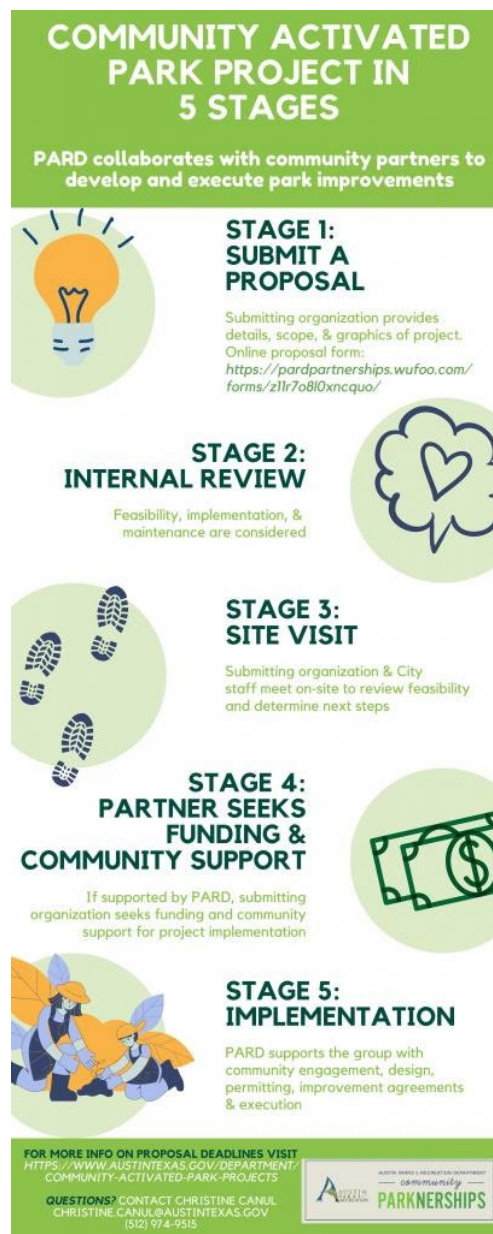 COMMUNITY ACTIVATED
PARK PROJECT IN
5 STAGES
PARD collaborates with community partners to
develop and execute park improvements
STAGE 1:
SUBMIT A
PROPOSAL
Submitting organization provides
details, scope, & graphics of project.
Online proposal form:
https://pardpartnerships.wufoo.com/
forms/z11r7o8l0xncquo/
STAGE 2:
INTERNAL REVIEW
Feasibility, implementation, &
maintenance are considered
STAGE 3:
SITE VISIT
Submitting organization & City
staff meet on-site to review feasibility
and determine next steps
STAGE 4:
PARTNER SEEKS
FUNDING &
COMMUNITY SUPPORT
If supported by PARD, submitting
organization seeks funding and community
support for project implementation
$
STAGE 5:
IMPLEMENTATION
PARD supports the group with
community engagement, design,
permitting, improvement agreements
& execution
FOR MORE INFO ON PROPOSAL DEADLINES VISIT
HTTPS://WWW.AUSTINTEXAS.GOV/DEPARTMENT/
COMMUNITY-ACTIVATED-PARK-PROJECTS
QUESTIONS? CONTACT CHRISTINE CANUL
CHRISTINE.CANUL@AUSTINTEXAS.GOV
(512) 974-9515
AUSTIN PARKS & RECREATION DEPARTMENT
community
PARKNERSHIPS